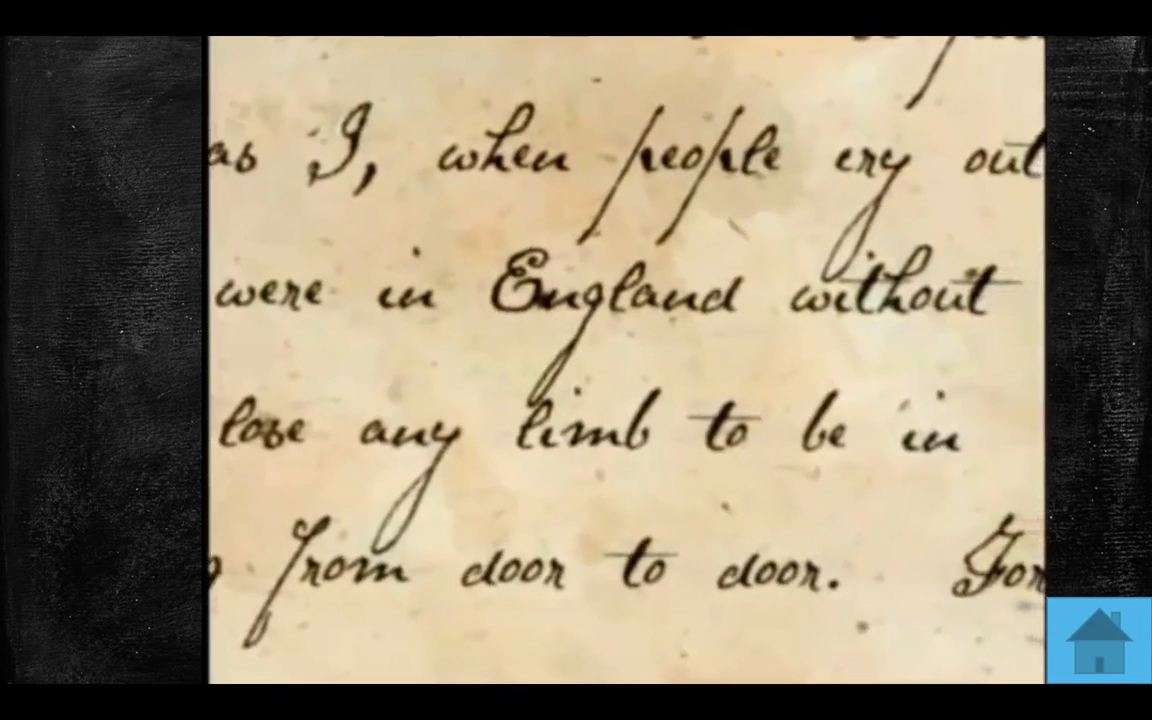 as I, when people cry out
were in England without
lose any limb to be in
from door to door. For